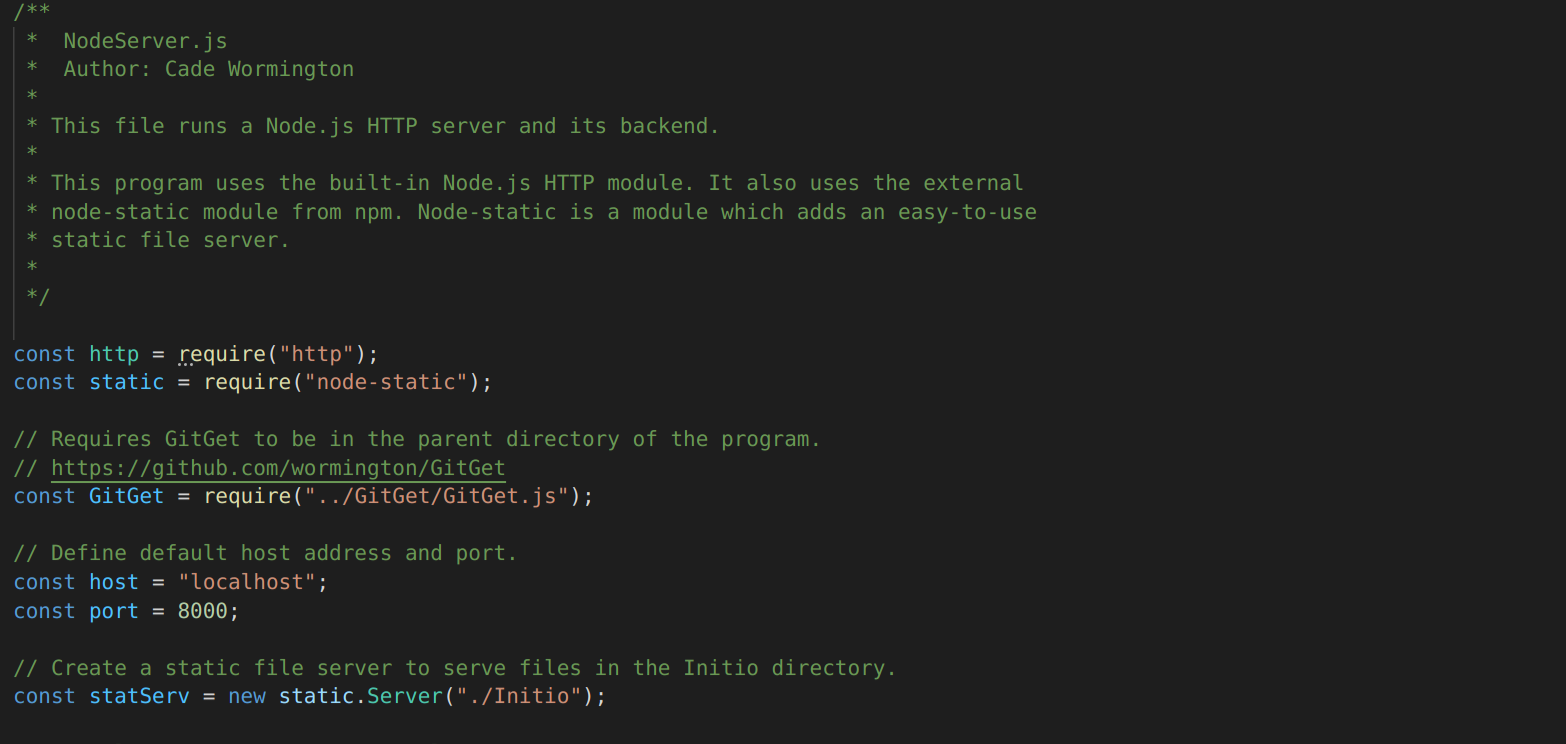 /**
 *  NodeServer.js
 *  Author: Cade Wormington
 *
 * This file runs a Node.js HTTP server and its backend.
 *
 * This program uses the built-in Node.js HTTP module. It also uses the external
 * node-static module from npm. Node-static is a module which adds an easy-to-use
 * static file server.
 *
 */

const http = require("http");
const static = require("node-static");

// Requires GitGet to be in the parent directory of the program.
// https://github.com/wormington/GitGet
const GitGet = require("../GitGet/GitGet.js");

// Define default host address and port.
const host = "localhost";
const port = 8000;

// Create a static file server to serve files in the Initio directory.
const statServ = new static.Server("./Initio");